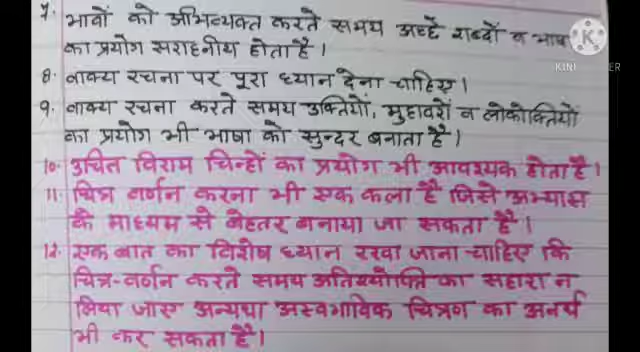 7. भावों को अभिव्यक्त करते समय अच्छे शब्दों व भाषा
का प्रयोग सराहनीय होता है।
8. वाक्य रचना पर पूरा ध्यान देना चाहिए।
9. वाक्य रचना करते समय उक्तियों, मुहावरों व लोकोक्तियों
का प्रयोग भी भाषा को सुन्दर बनाता है।
10. उचित विराम चिन्हों का प्रयोग भी आवश्यक होता है।
11. चित्र वर्णन करना भी एक कला है जिसे अभ्यास
के माध्यम से बेहतर बनाया जा सकता है।
12. एक बात का विशेष ध्यान रखा जाना चाहिए कि
चित्र-वर्णन करते समय अतिश्योक्ति का सहारा न
लिया जाए अन्यथा अस्वभाविक चित्रण का अनर्थ
भी कर सकता है।